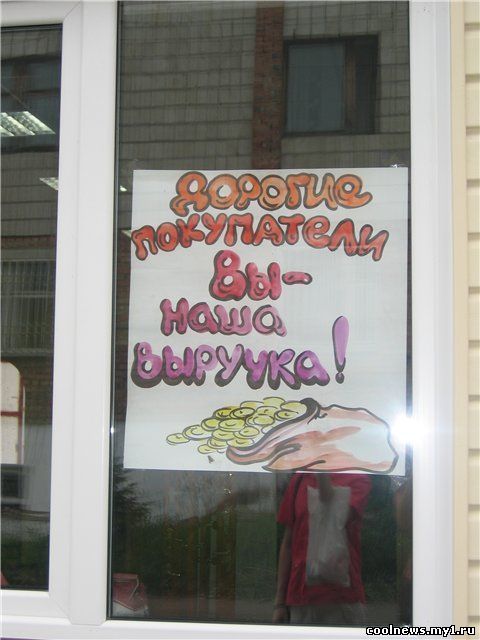 Дорогие
покупатели
Вы-
наша
выручка!
coolnews.my1.ru